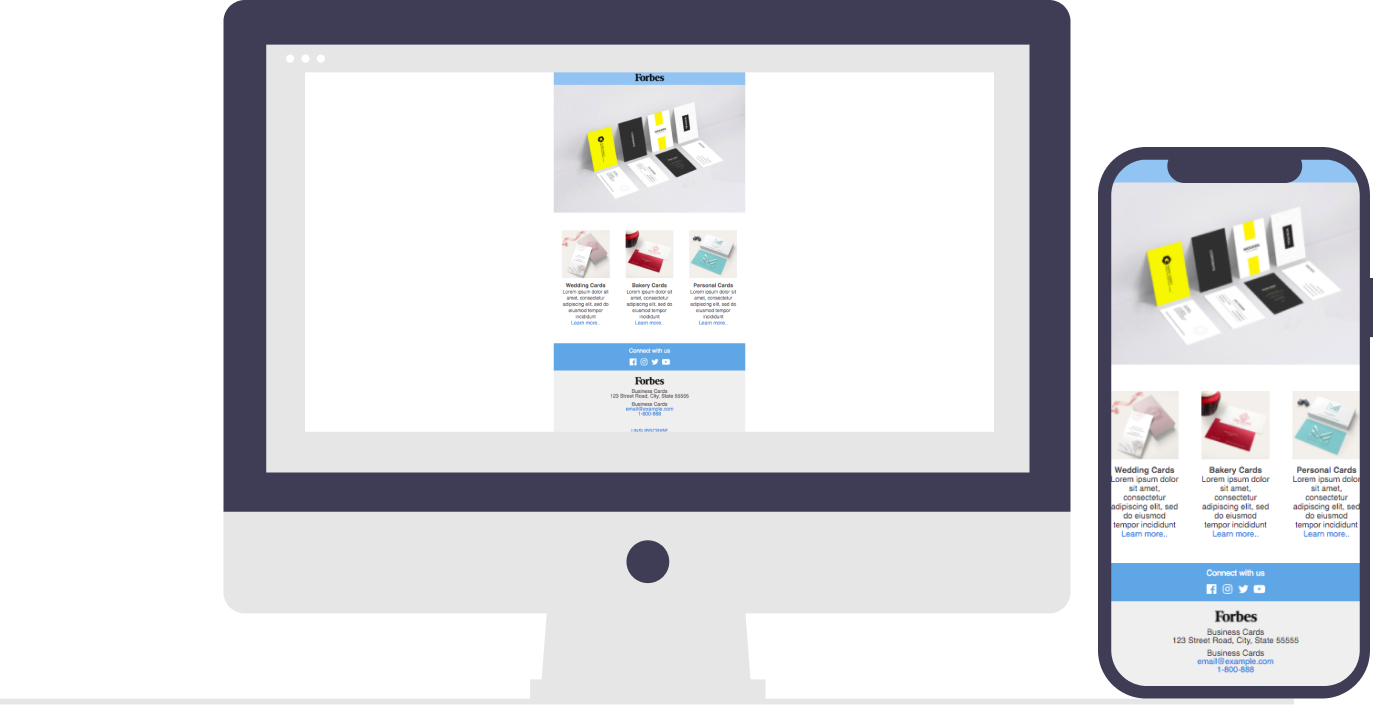 Forbes
Wedding Cards
Lorem ipsum dolor sit
amet, consectetur
adipiscing elit, sed do
eiusmod tempor
incididunt
Learn more..
Bakery Cards
Lorem ipsum dolor sit
amet, consectetur
adipiscing elit, sed do
eiusmod tempor
incididunt
Learn more..
Personal Cards
Lorem ipsum dolor sit
amet, consectetur
adipiscing elit, sed do
eiusmod tempor
incididunt
Learn more..
Connect with us
Forbes
Business Cards
123 Street Road, City, State 55555
Business Cards
email@example.com
1-800-888
UNSUBSCRIBE
Wedding Cards
Lorem ipsum dolor
sit amet,
consectetur
adipiscing elit, sed
do eiusmod
tempor incididunt
Learn more..
Bakery Cards
Lorem ipsum dolor
sit amet,
consectetur
adipiscing elit, sed
do eiusmod
tempor incididunt
Learn more..
Personal Cards
Lorem ipsum dolor
sit amet,
consectetur
adipiscing elit, sed
do eiusmod
tempor incididunt
Learn more..
Connect with us
Forbes
Business Cards
123 Street Road, City, State 55555
Business Cards
email@example.com
1-800-888